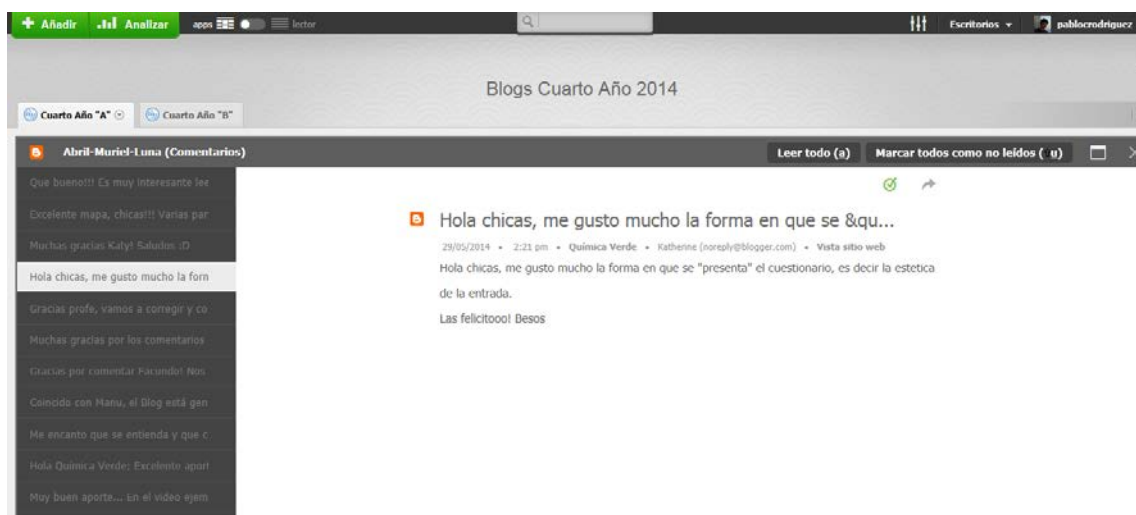 Añadir Analizar apps lector Escritorios pablocrodriguez
Blogs Cuarto Año 2014
Cuarto Año "A" Cuarto Año "B"
Abril-Muriel-Luna (Comentarios) Leer todo (a) Marcar todos como no leídos ( u)
Que bueno!!! Es muy interesante leer
Excelente mapa, chicas!!! Varias par
Muchas gracias Katy! Saludos :D
Hola chicas, me gusto mucho la forn
Gracias profe, vamos a corregir y co
Muchas gracias por los comentarios
Gracias por comentar Facundo! Nos
Coincido con Manu, el Blog está gen
Me encanto que se entienda y que c
Hola Química Verde: Excelente aport
Muy buen aporte... En el video ejem
Hola chicas, me gusto mucho la forma en que se &qu...
29/05/2014 • 2:21 pm • Química Verde • Katherine (noreply@blogger.com) • Vista sitio web
Hola chicas, me gusto mucho la forma en que se "presenta" el cuestionario, es decir la estetica
de la entrada.
Las felicitooo! Besos